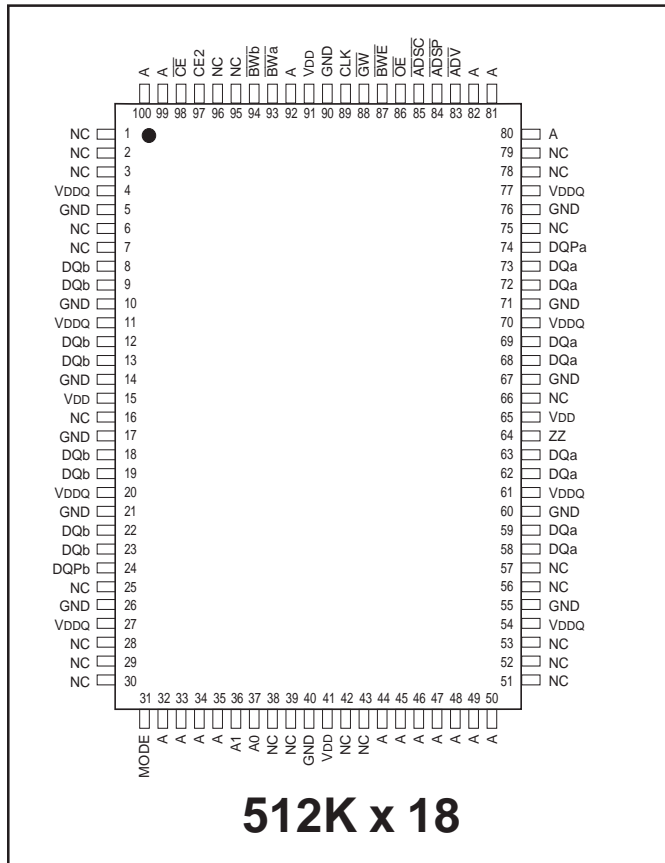 A A CE CE2 NC NC BWb BWa A VDD GND CLK GW BWE OE ADSC ADSP ADV A A
100 99 98 97 96 95 94 93 92 91 90 89 88 87 86 85 84 83 82 81
NC 1 80 A
NC 2 79 NC
NC 3 78 NC
VDDQ 4 77 VDDQ
GND 5 76 GND
NC 6 75 NC
NC 7 74 DQPa
DQb 8 73 DQa
DQb 9 72 DQa
GND 10 71 GND
VDDQ 11 70 VDDQ
DQb 12 69 DQa
DQb 13 68 DQa
GND 14 67 GND
VDD 15 66 NC
NC 16 65 VDD
GND 17 64 ZZ
DQb 18 63 DQa
DQb 19 62 DQa
VDDQ 20 61 VDDQ
GND 21 60 GND
DQb 22 59 DQa
DQb 23 58 DQa
DQPb 24 57 NC
NC 25 56 NC
GND 26 55 GND
VDDQ 27 54 VDDQ
NC 28 53 NC
NC 29 52 NC
NC 30 51 NC
31 32 33 34 35 36 37 38 39 40 41 42 43 44 45 46 47 48 49 50
MODE A A A A A1 A0 NC NC GND VDD NC NC A A A A A A A
512K x 18